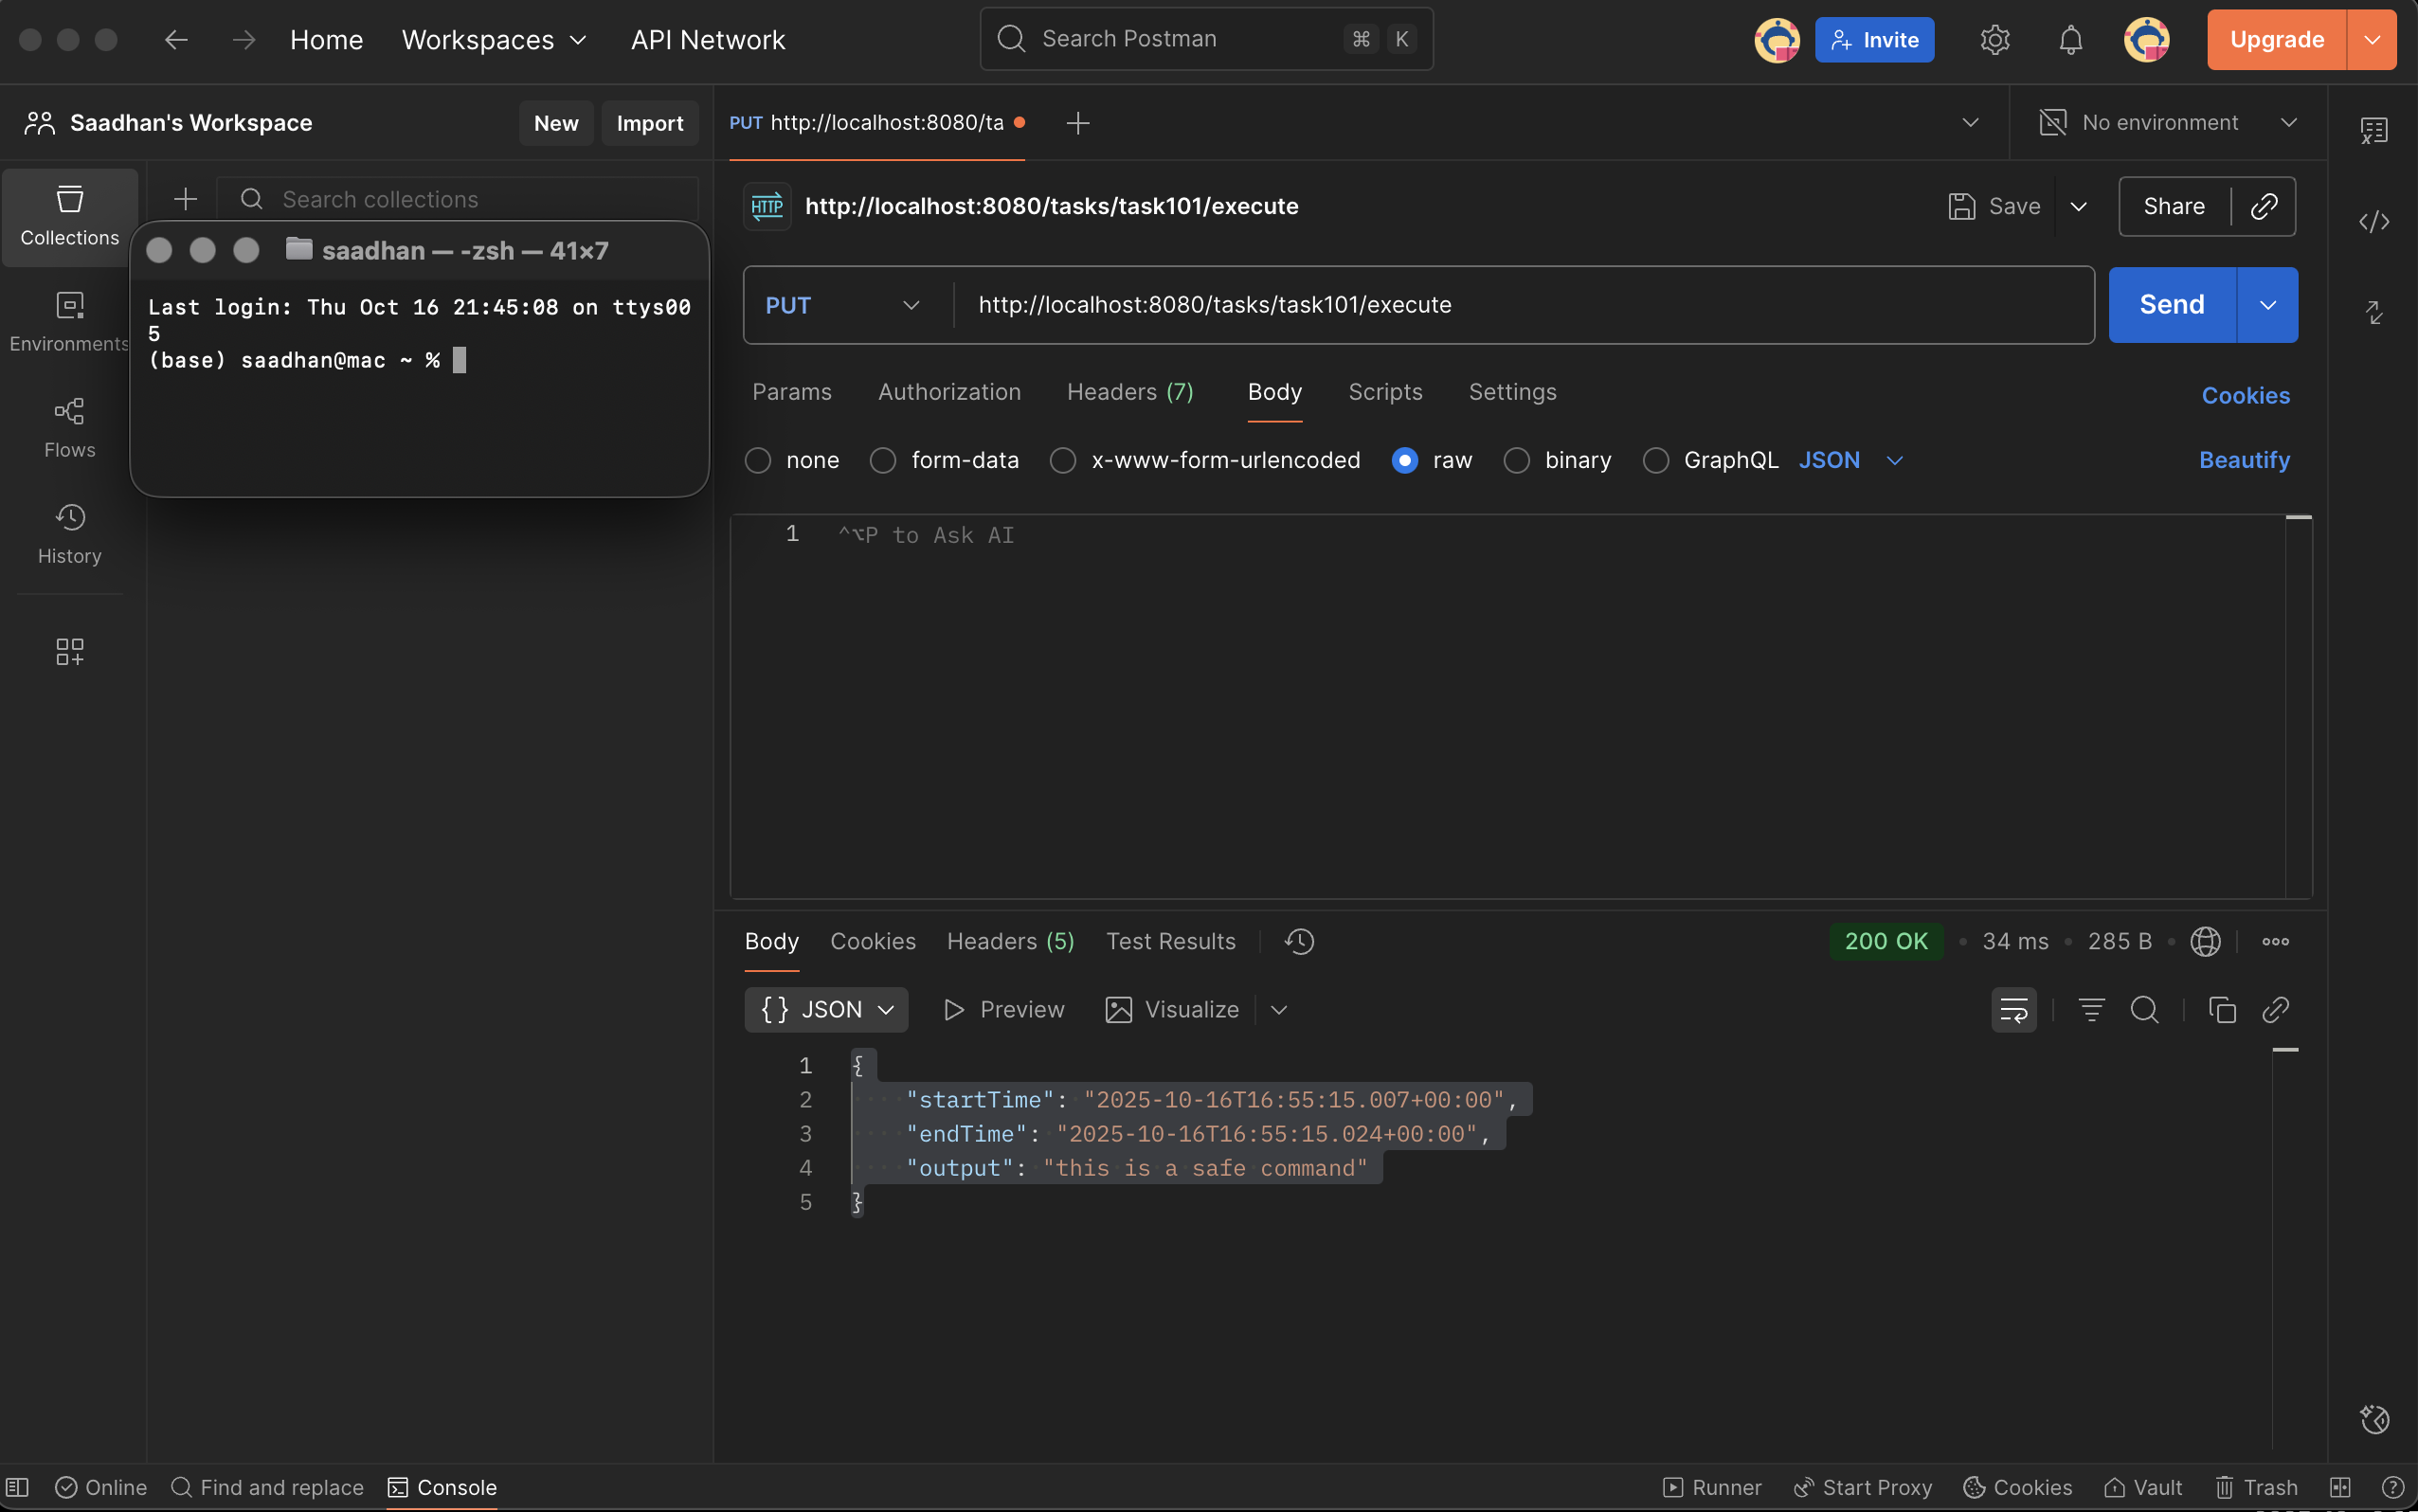 Home Workspaces API Network Search Postman ⌘ K Invite Upgrade
Saadhan's Workspace New Import
PUT http://localhost:8080/ta No environment
Collections
Environments
Flows
History
Search collections
saadhan — -zsh — 41×7
Last login: Thu Oct 16 21:45:08 on ttys00
5
(base) saadhan@mac ~ %
HTTP http://localhost:8080/tasks/task101/execute Save Share
PUT http://localhost:8080/tasks/task101/execute Send
Params Authorization Headers (7) Body Scripts Settings Cookies
none form-data x-www-form-urlencoded raw binary GraphQL JSON Beautify
1 ^⌥P to Ask AI
Body Cookies Headers (5) Test Results 200 OK • 34 ms • 285 B
{} JSON Preview Visualize
1 {
2 "startTime": "2025-10-16T16:55:15.007+00:00",
3 "endTime": "2025-10-16T16:55:15.024+00:00",
4 "output": "this is a safe command"
5 }
Online Find and replace Console Runner Start Proxy Cookies Vault Trash